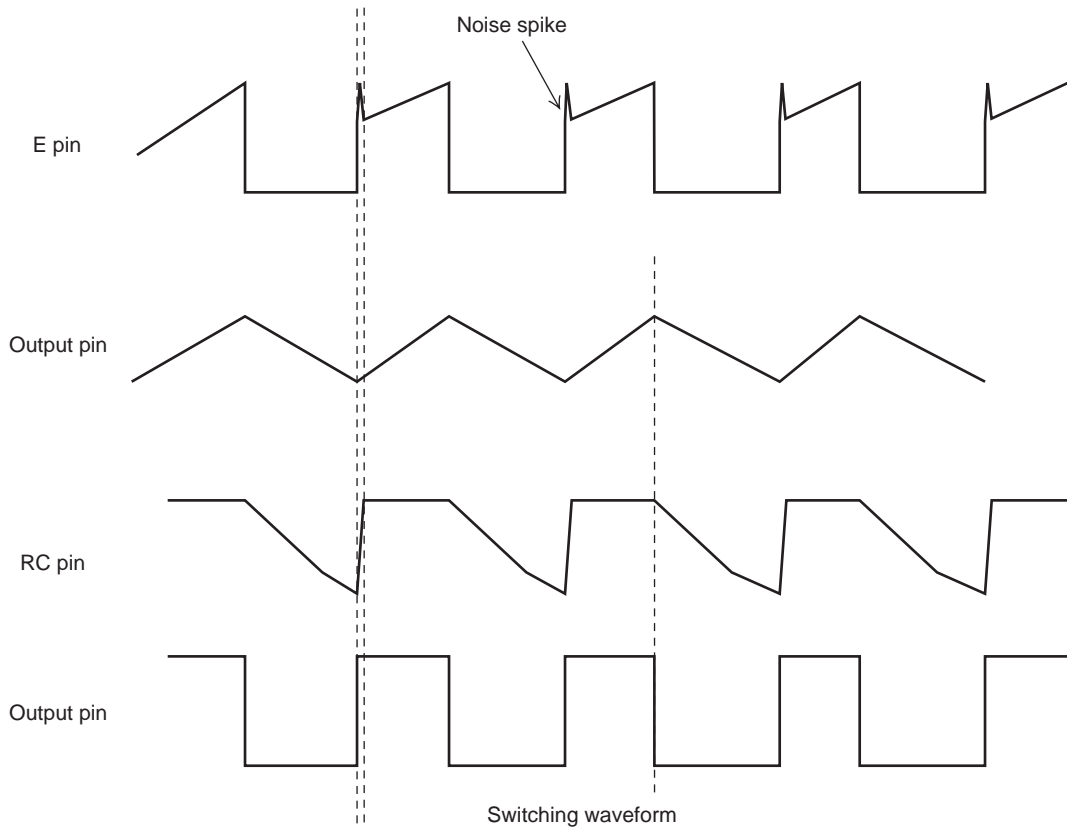 Noise spike
E pin
Output pin
RC pin
Output pin
Switching waveform